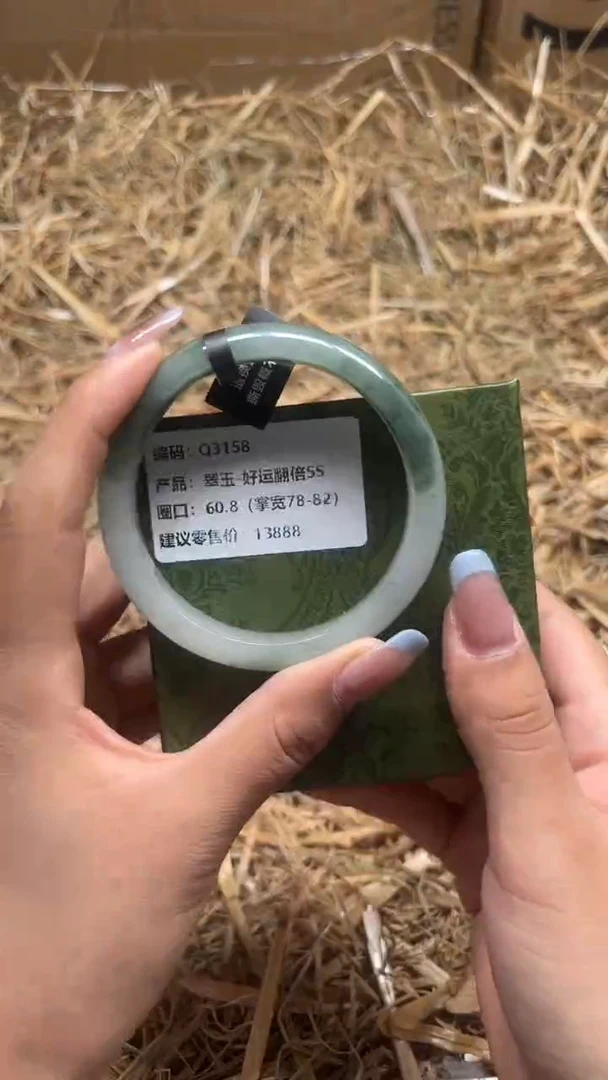 编码：Q3158
产品：翠玉-好运翻倍5S
圈口：60.8（掌宽78-82）
建议零售价 13888